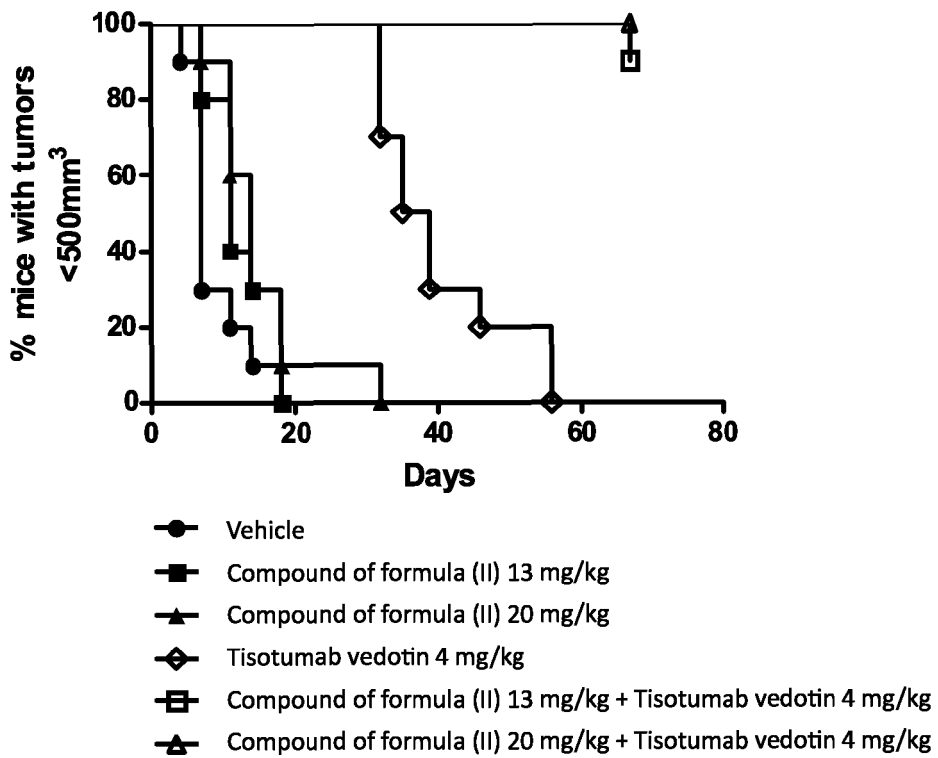 % mice with tumors
<500mm³
100
80
60
40
20
0
0 20 40 60 80
Days
Vehicle
Compound of formula (II) 13 mg/kg
Compound of formula (II) 20 mg/kg
Tisotumab vedotin 4 mg/kg
Compound of formula (II) 13 mg/kg + Tisotumab vedotin 4 mg/kg
Compound of formula (II) 20 mg/kg + Tisotumab vedotin 4 mg/kg